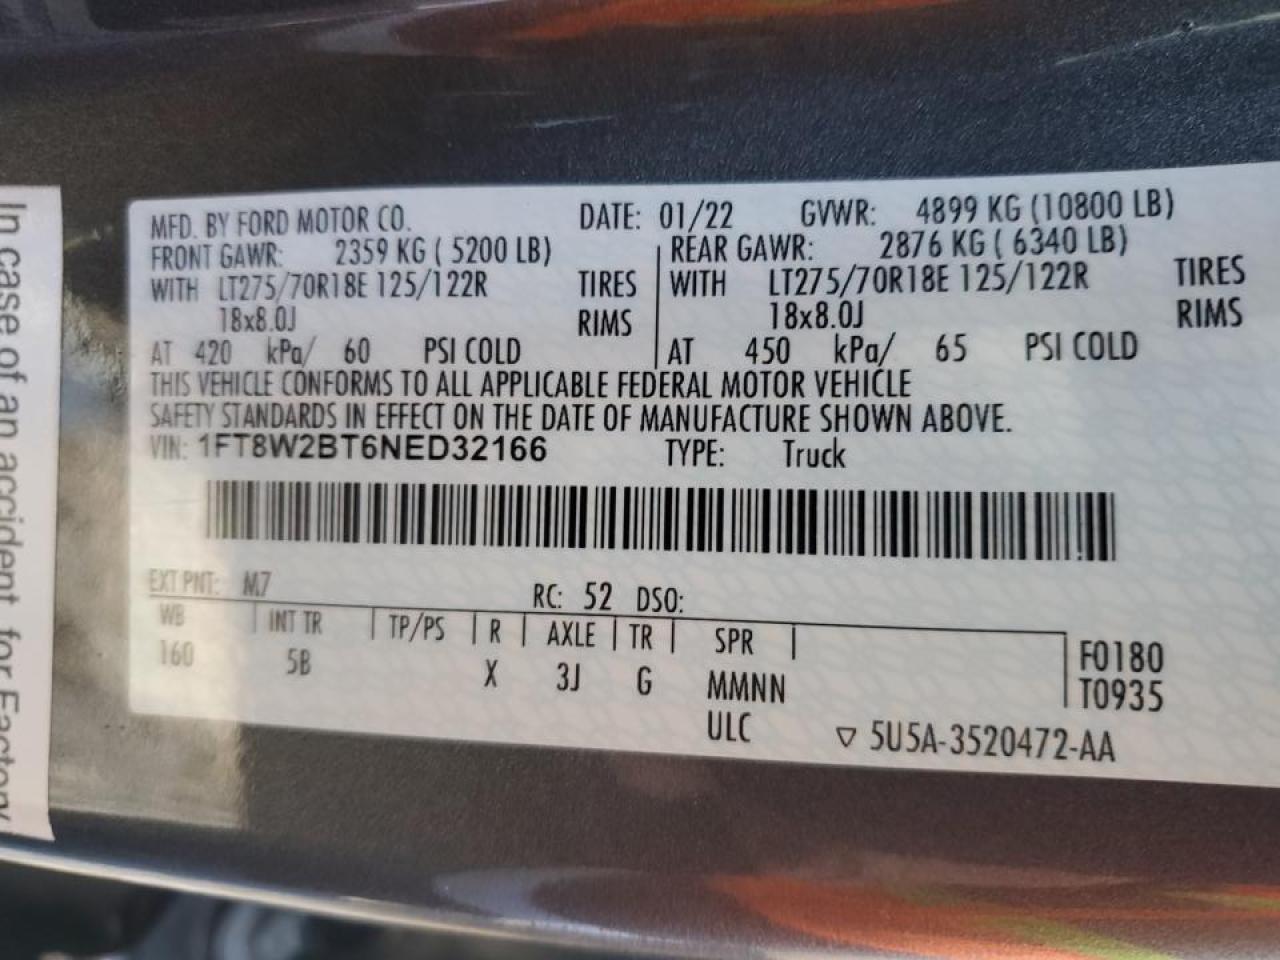 In case of an accident for Factory
MFD. BY FORD MOTOR CO. DATE: 01/22 GVWR: 4899 KG (10800 LB)
FRONT GAWR: 2359 KG ( 5200 LB) REAR GAWR: 2876 KG ( 6340 LB)
WITH LT275/70R18E 125/122R TIRES WITH LT275/70R18E 125/122R TIRES
18x8.0J RIMS 18x8.0J RIMS
AT 420 kPa/ 60 PSI COLD AT 450 kPa/ 65 PSI COLD
THIS VEHICLE CONFORMS TO ALL APPLICABLE FEDERAL MOTOR VEHICLE
SAFETY STANDARDS IN EFFECT ON THE DATE OF MANUFACTURE SHOWN ABOVE.
VIN: 1FT8W2BT6NED32166 TYPE: Truck
EXT PNT: M7 RC: 52 DSO:
WB INT TR TP/PS R AXLE TR SPR F0180
160 5B X 3J G MMNN T0935
ULC ▽ 5U5A-3520472-AA